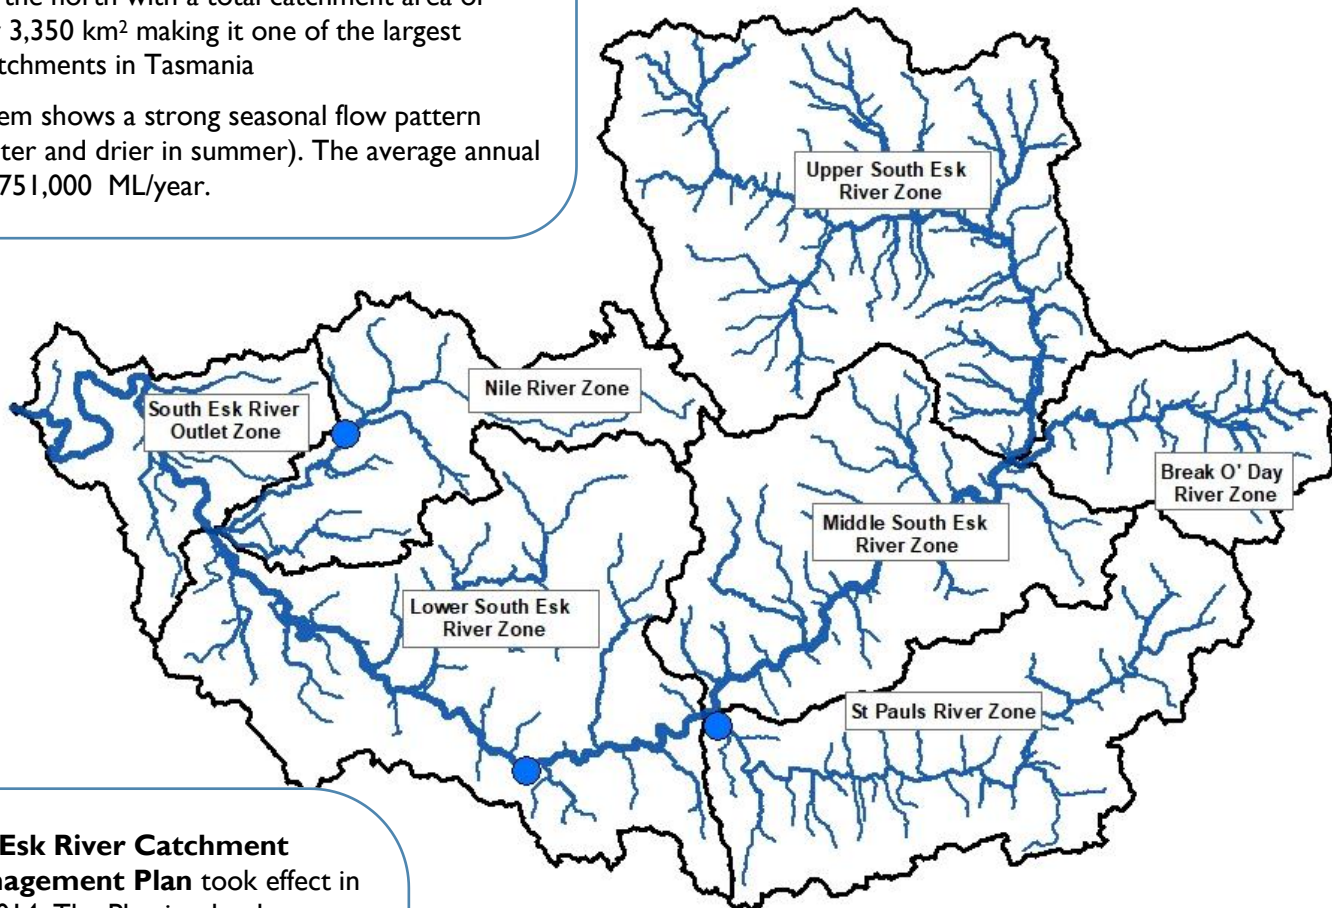 the north with a total catchment area of
3,350 km² making it one of the largest
tchments in Tasmania
em shows a strong seasonal flow pattern
ter and drier in summer). The average annual
751,000 ML/year.
Upper South Esk
River Zone
Nile River Zone
South Esk River
Outlet Zone
Break O' Day
River Zone
Middle South Esk
River Zone
Lower South Esk
River Zone
St Pauls River Zone
Esk River Catchment
nagement Plan took effect in